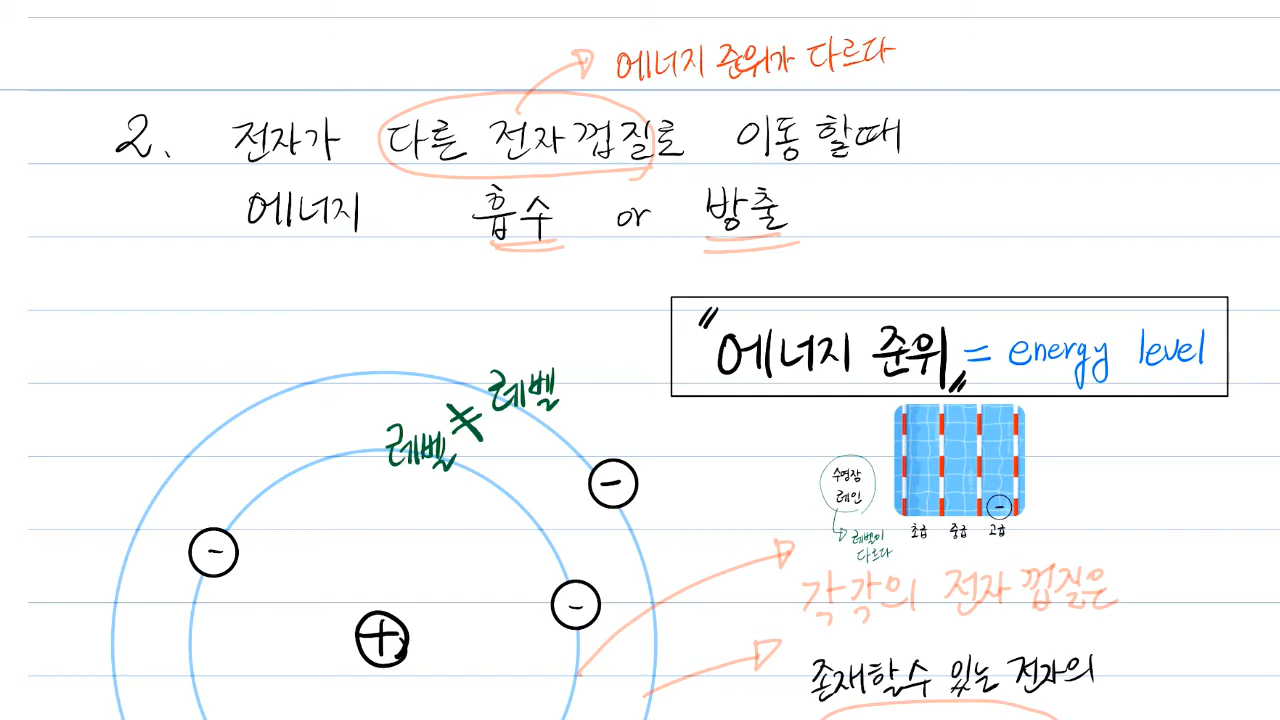 에너지 준위가 다르다
2. 전자가 다른 전자껍질로 이동할때
에너지 흡수 or 방출
"에너지 준위" = energy level
레벨 ≠ 레벨
수영장
레인
레벨이
다르다
초급 중급 고급
각각의 전자껍질은
존재할수 있는 전자의